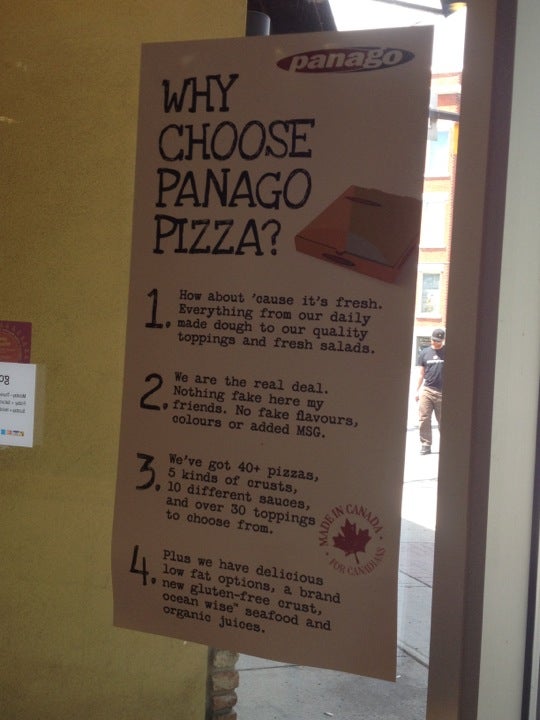 panago
WHY
CHOOSE
PANAGO
PIZZA?
1. How about 'cause it's fresh.
Everything from our daily
made dough to our quality
toppings and fresh salads.
2. We are the real deal.
Nothing fake here my
friends. No fake flavours,
colours or added MSG.
3. We've got 40+ pizzas,
5 kinds of crusts,
10 different sauces,
and over 30 toppings
to choose from.
MADE IN CANADA
FOR CANADIANS
4. Plus we have delicious
low fat options, a brand
new gluten-free crust,
ocean wise™ seafood and
organic juices.